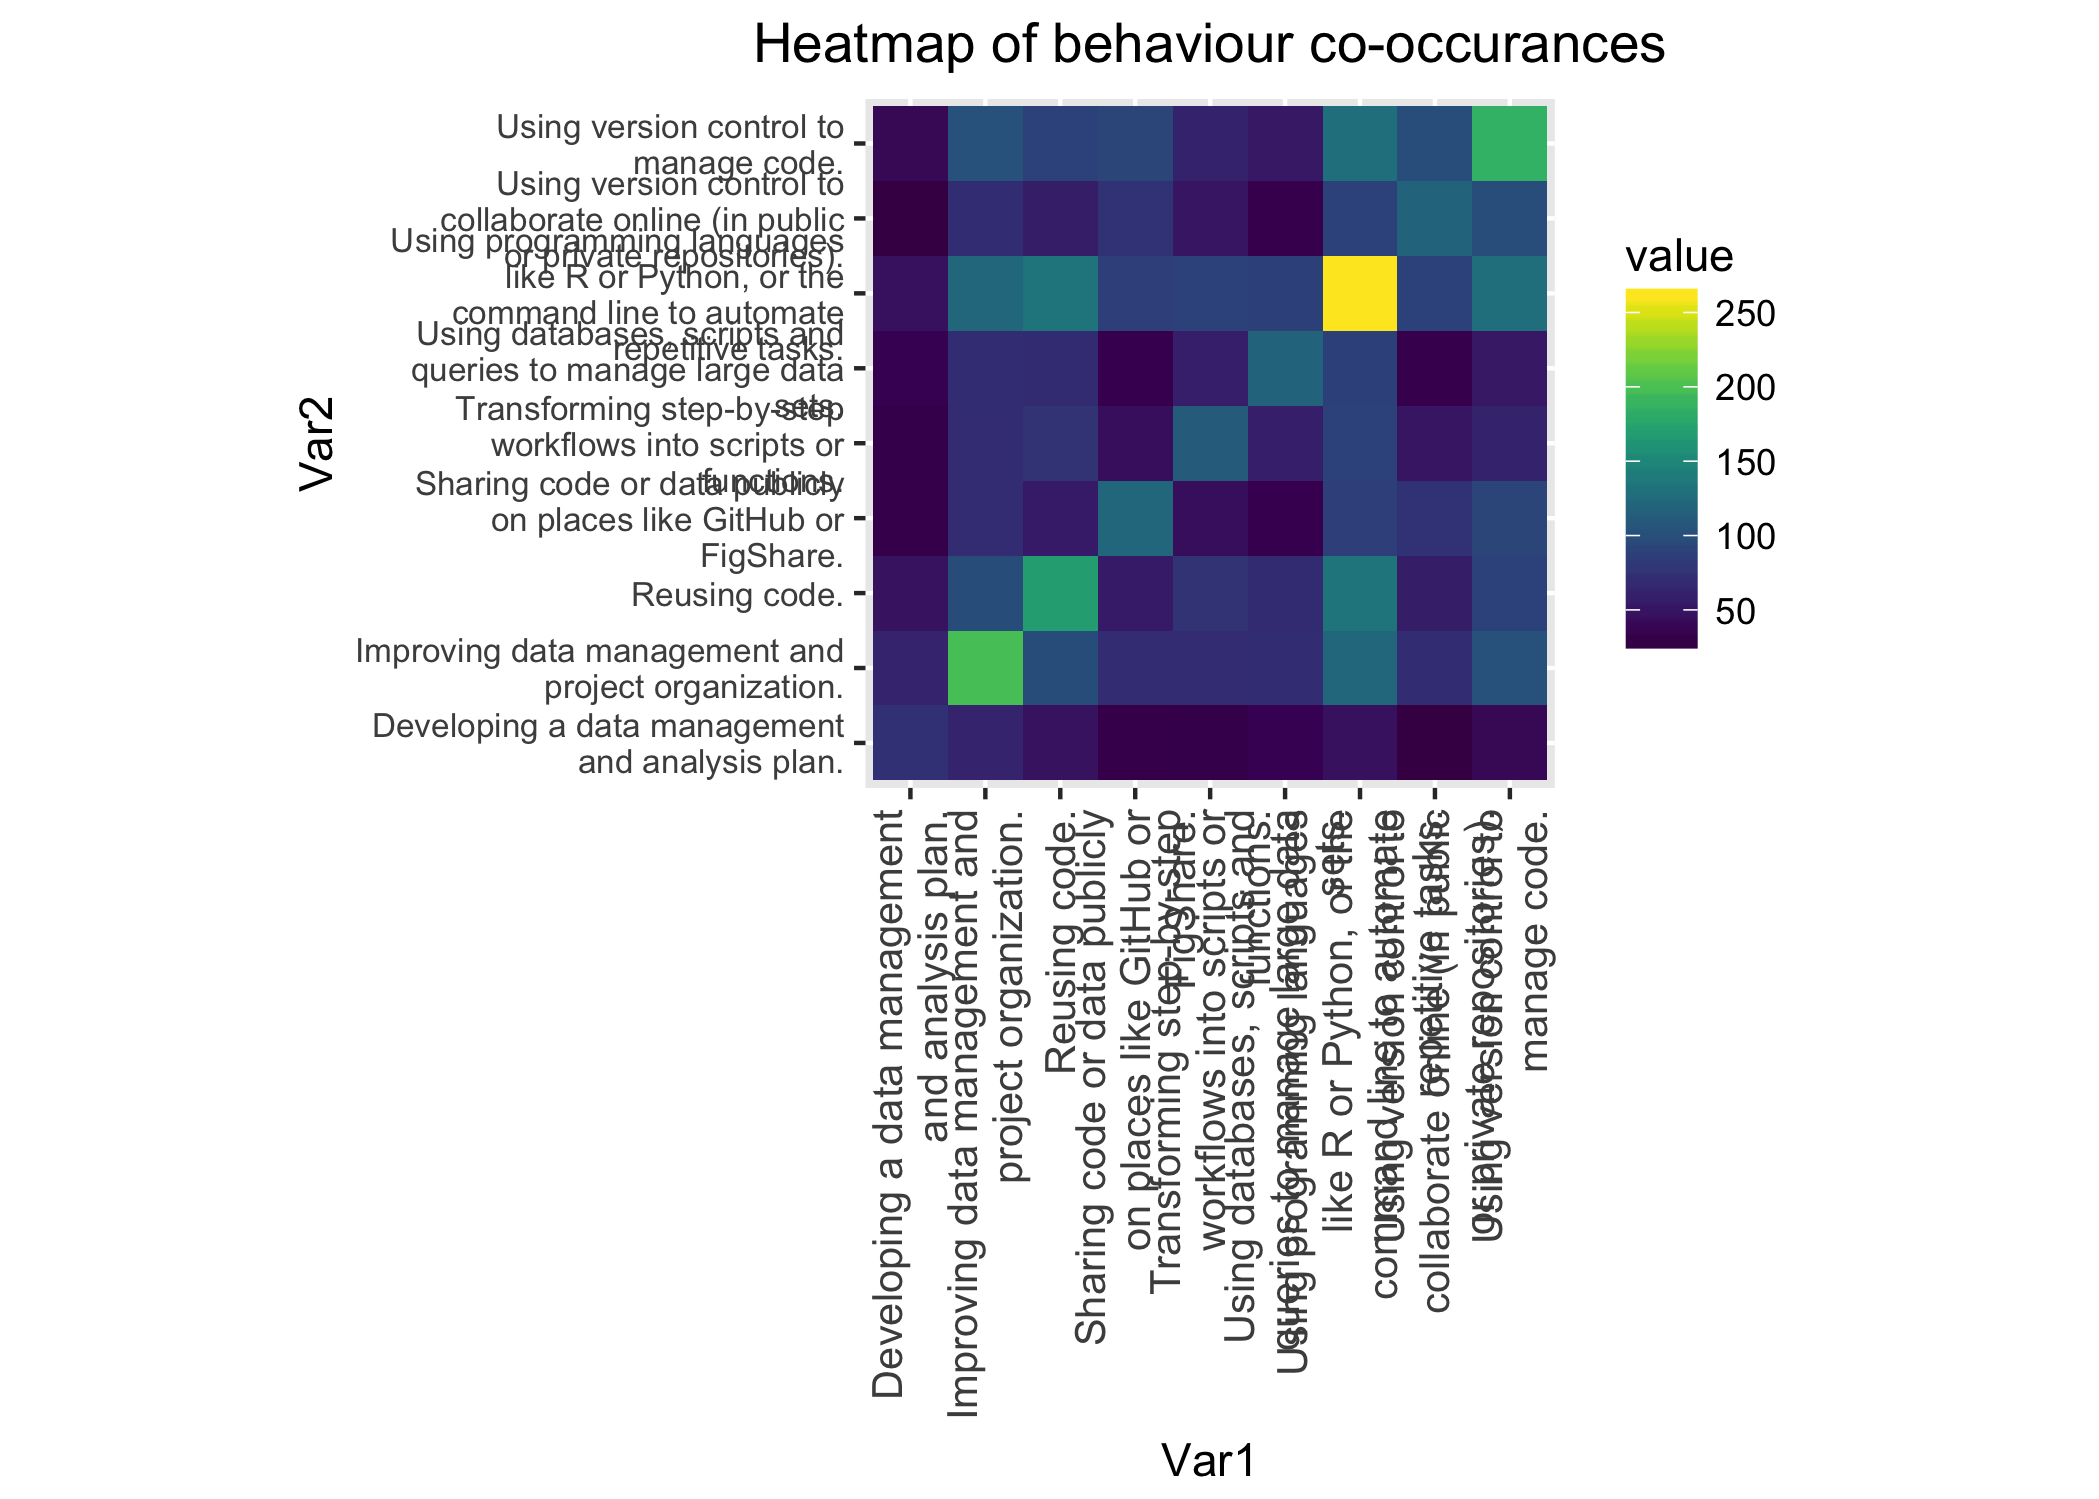 Heatmap of behaviour co-occurances
Using version control to
manage code.
Using version control to
collaborate online (in public
or private repositories).
Using programming languages
like R or Python, or the
command line to automate
repetitive tasks.
Using databases, scripts and
queries to manage large data
sets.
Transforming step-by-step
workflows into scripts or
functions.
Sharing code or data publicly
on places like GitHub or
FigShare.
Reusing code.
Improving data management and
project organization.
Developing a data management
and analysis plan.
Var2
value
250
200
150
100
50
Developing a data management
and analysis plan.
Improving data management and
project organization.
Reusing code.
Sharing code or data publicly
on places like GitHub or
FigShare.
Transforming step-by-step
workflows into scripts or
functions.
Using databases, scripts and
queries to manage large data
sets.
Using programming languages
like R or Python, or the
command line to automate
repetitive tasks.
Using version control to
collaborate online (in public
or private repositories).
Using version control to
manage code.
Var1